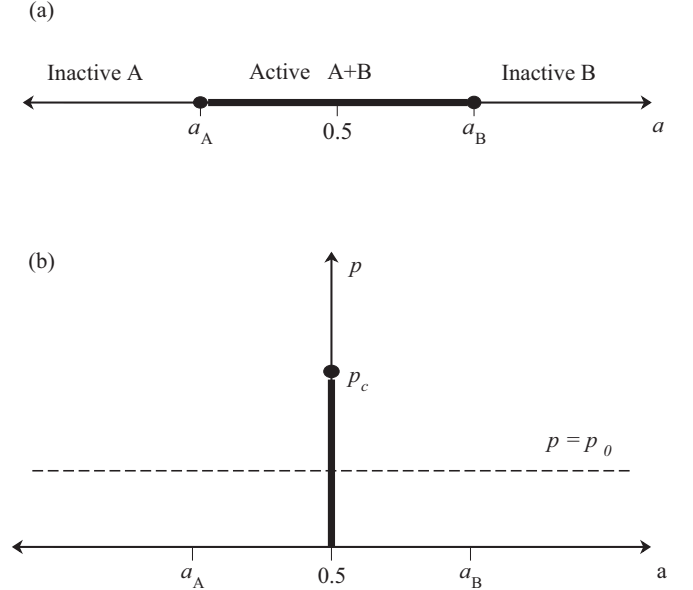 (a)
Inactive A Active A+B Inactive B
a_A 0.5 a_B a
(b)
p
p_c
p = p_0
a_A 0.5 a_B a